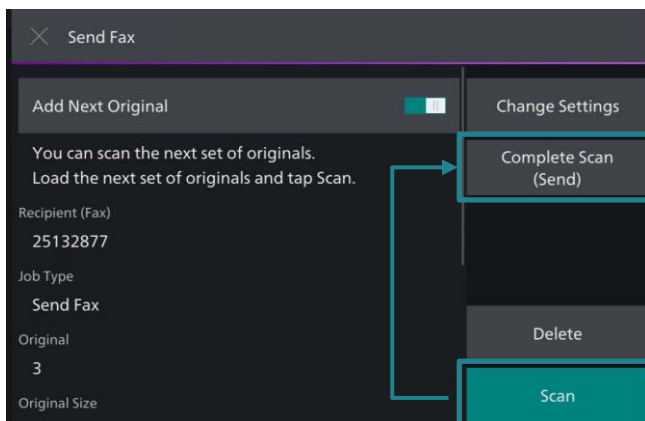 Send Fax
Add Next Original
You can scan the next set of originals.
Load the next set of originals and tap Scan.
Recipient (Fax)
25132877
Job Type
Send Fax
Original
3
Original Size
Change Settings
Complete Scan
(Send)
Delete
Scan